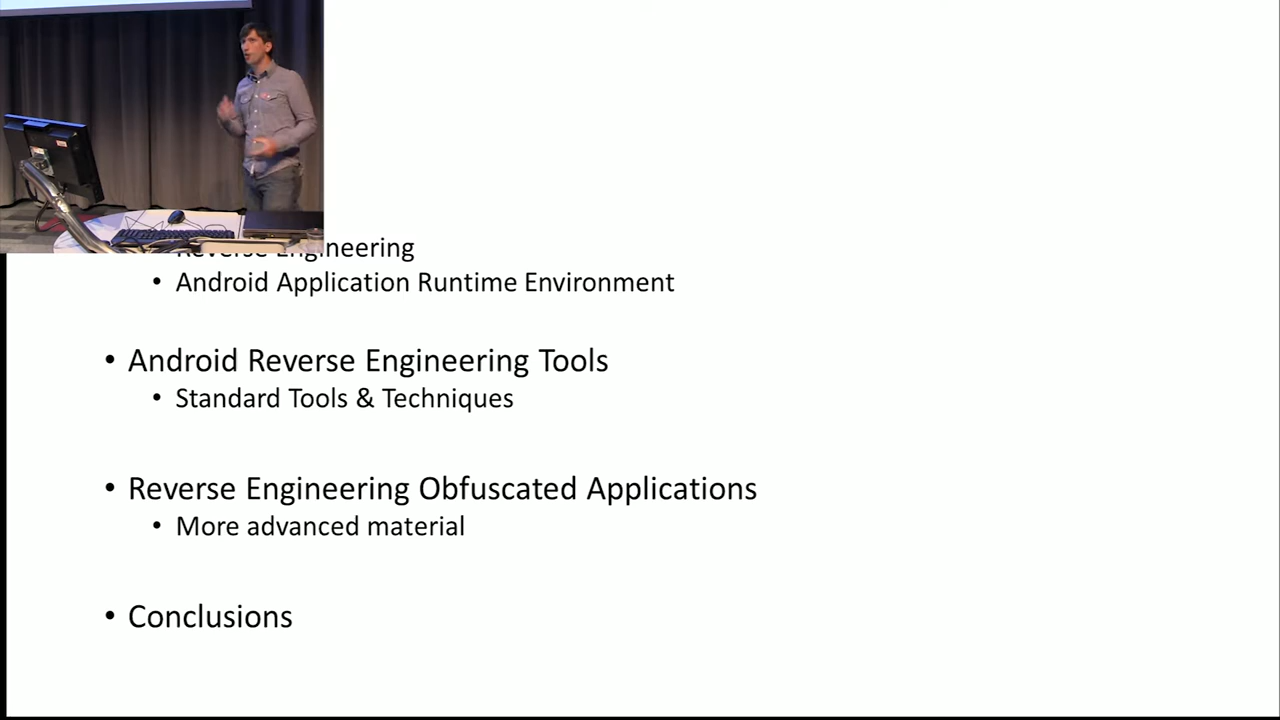 Reverse Engineering
• Android Application Runtime Environment
• Android Reverse Engineering Tools
• Standard Tools & Techniques
• Reverse Engineering Obfuscated Applications
• More advanced material
• Conclusions